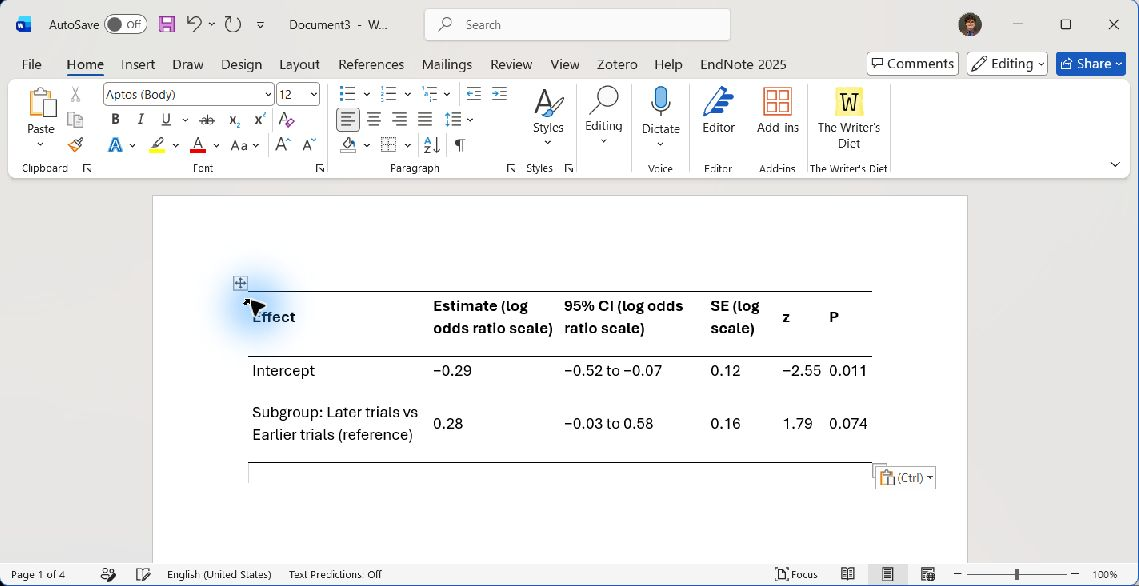 AutoSave Off Document3 - W... Search
File Home Insert Draw Design Layout References Mailings Review View Zotero Help EndNote 2025 Comments Editing Share
Aptos (Body) 12
Paste
B I U ab x₂ x² A
A A Aa A^ A˅
A Z
Styles Editing Dictate Editor Add-ins The Writer's
Dict
Clipboard Font Paragraph Styles Voice Editor Add-ins The Writer's Diet
Effect Estimate (log
odds ratio scale) 95% CI (log odds
ratio scale) SE (log
scale) z P
Intercept −0.29 −0.52 to −0.07 0.12 −2.55 0.011
Subgroup: Later trials vs
Earlier trials (reference) 0.28 −0.03 to 0.58 0.16 1.79 0.074
(Ctrl)
Page 1 of 4 English (United States) Text Predictions: Off Focus 100%